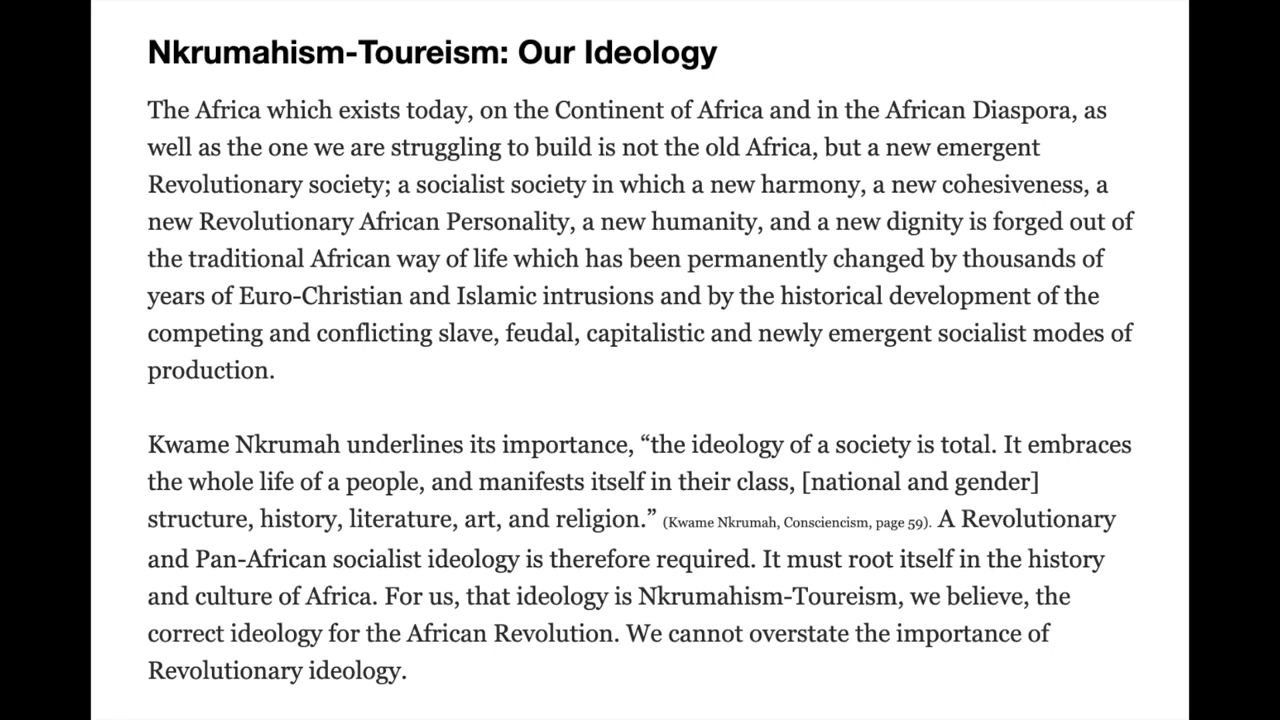 Nkrumahism-Toureism: Our Ideology
The Africa which exists today, on the Continent of Africa and in the African Diaspora, as
well as the one we are struggling to build is not the old Africa, but a new emergent
Revolutionary society; a socialist society in which a new harmony, a new cohesiveness, a
new Revolutionary African Personality, a new humanity, and a new dignity is forged out of
the traditional African way of life which has been permanently changed by thousands of
years of Euro-Christian and Islamic intrusions and by the historical development of the
competing and conflicting slave, feudal, capitalistic and newly emergent socialist modes of
production.
Kwame Nkrumah underlines its importance, “the ideology of a society is total. It embraces
the whole life of a people, and manifests itself in their class, [national and gender]
structure, history, literature, art, and religion.” (Kwame Nkrumah, Consciencism, page 59). A Revolutionary
and Pan-African socialist ideology is therefore required. It must root itself in the history
and culture of Africa. For us, that ideology is Nkrumahism-Toureism, we believe, the
correct ideology for the African Revolution. We cannot overstate the importance of
Revolutionary ideology.